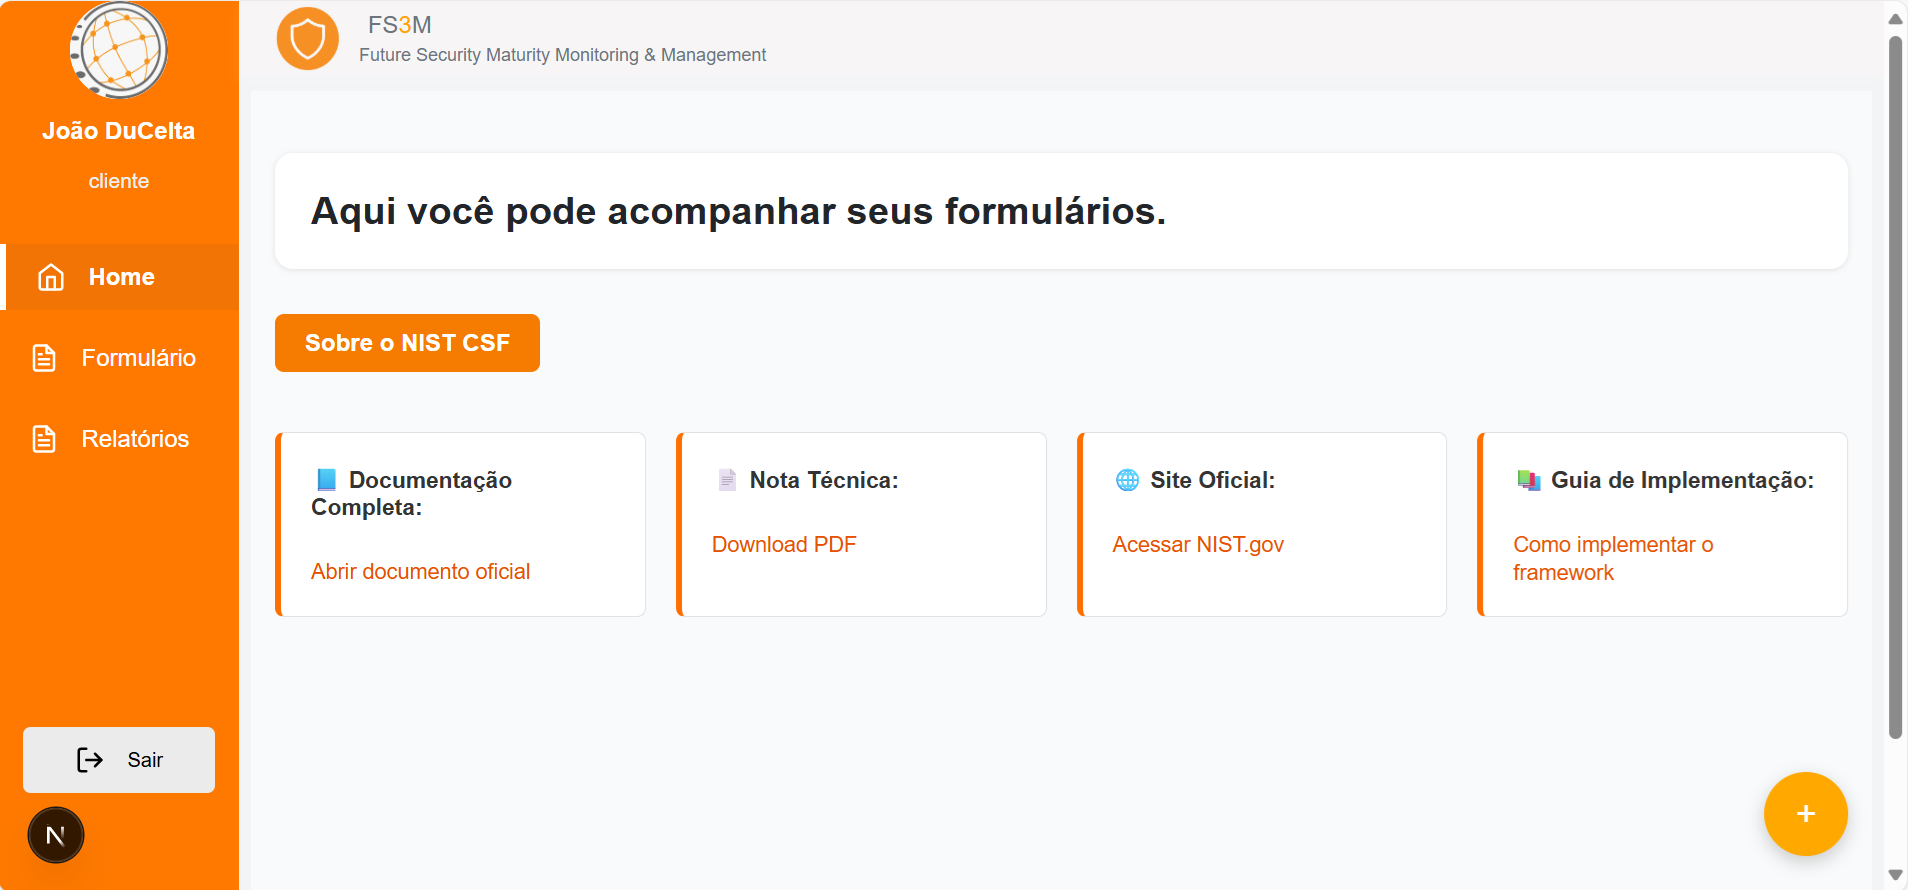 João DuCelta
cliente
Home
Formulário
Relatórios
Sair
N
FS3M
Future Security Maturity Monitoring & Management
Aqui você pode acompanhar seus formulários.
Sobre o NIST CSF
Documentação
Completa:
Abrir documento oficial
Nota Técnica:
Download PDF
Site Oficial:
Acessar NIST.gov
Guia de Implementação:
Como implementar o
framework
+